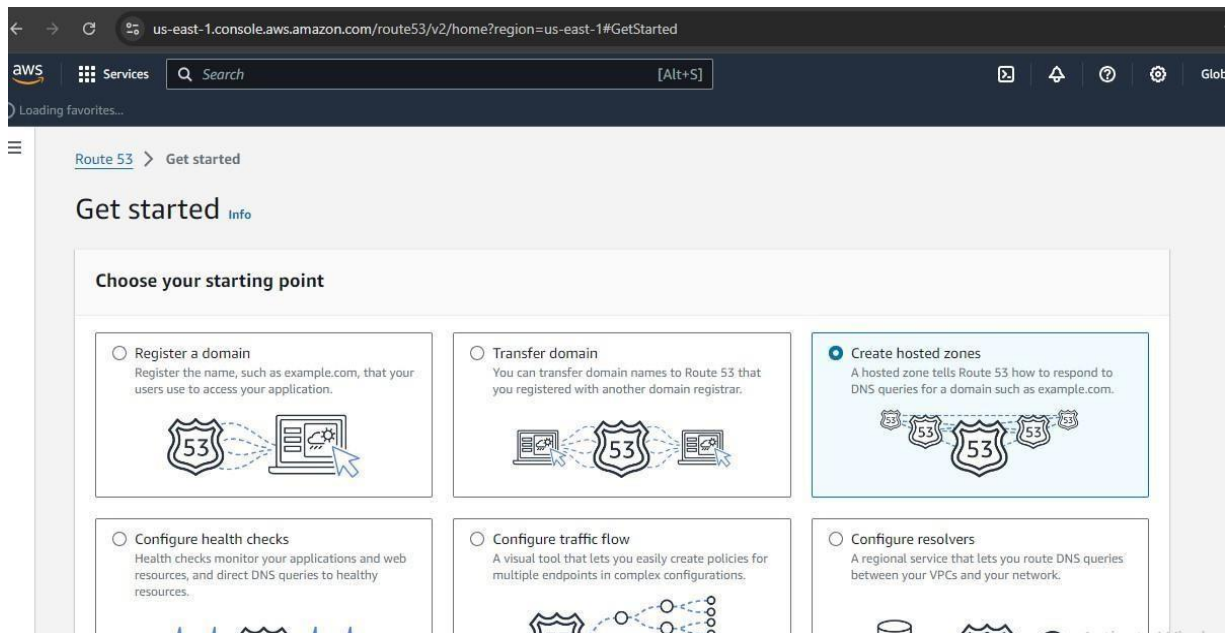 us-east-1.console.aws.amazon.com/route53/v2/home?region=us-east-1#GetStarted
aws Services Search [Alt+S]
Loading favorites...
Route 53 > Get started
Get started Info
Choose your starting point
Register a domain
Register the name, such as example.com, that your
users use to access your application.
53
Transfer domain
You can transfer domain names to Route 53 that
you registered with another domain registrar.
53
Create hosted zones
A hosted zone tells Route 53 how to respond to
DNS queries for a domain such as example.com.
53 53 53 53 53
Configure health checks
Health checks monitor your applications and web
resources, and direct DNS queries to healthy
resources.
Configure traffic flow
A visual tool that lets you easily create policies for
multiple endpoints in complex configurations.
Configure resolvers
A regional service that lets you route DNS queries
between your VPCs and your network.